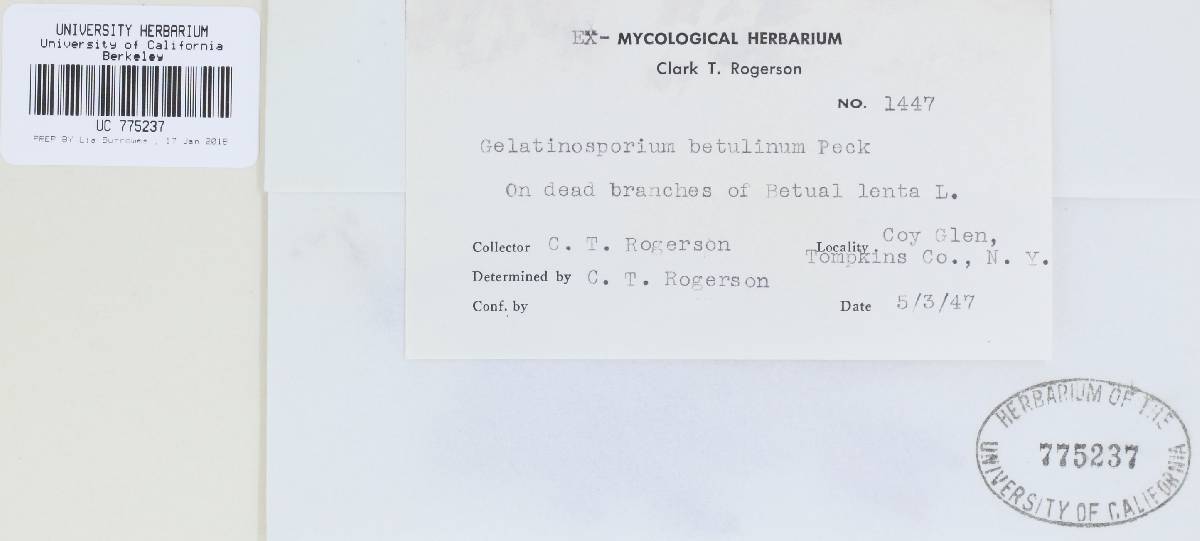 UNIVERSITY HERBARIUM
University of California
Berkeley
UC 775237
PREP BY Lia Burrowes , 17 Jan 2018
EX- MYCOLOGICAL HERBARIUM
Clark T. Rogerson
NO. 1447
Gelatinosporium betulinum Peck
On dead branches of Betual lenta L.
Collector C. T. Rogerson
Locality Coy Glen,
Tompkins Co., N. Y.
Determined by C. T. Rogerson
Conf. by
Date 5/3/47
HERBARIUM OF THE
775237
UNIVERSITY OF CALIFORNIA